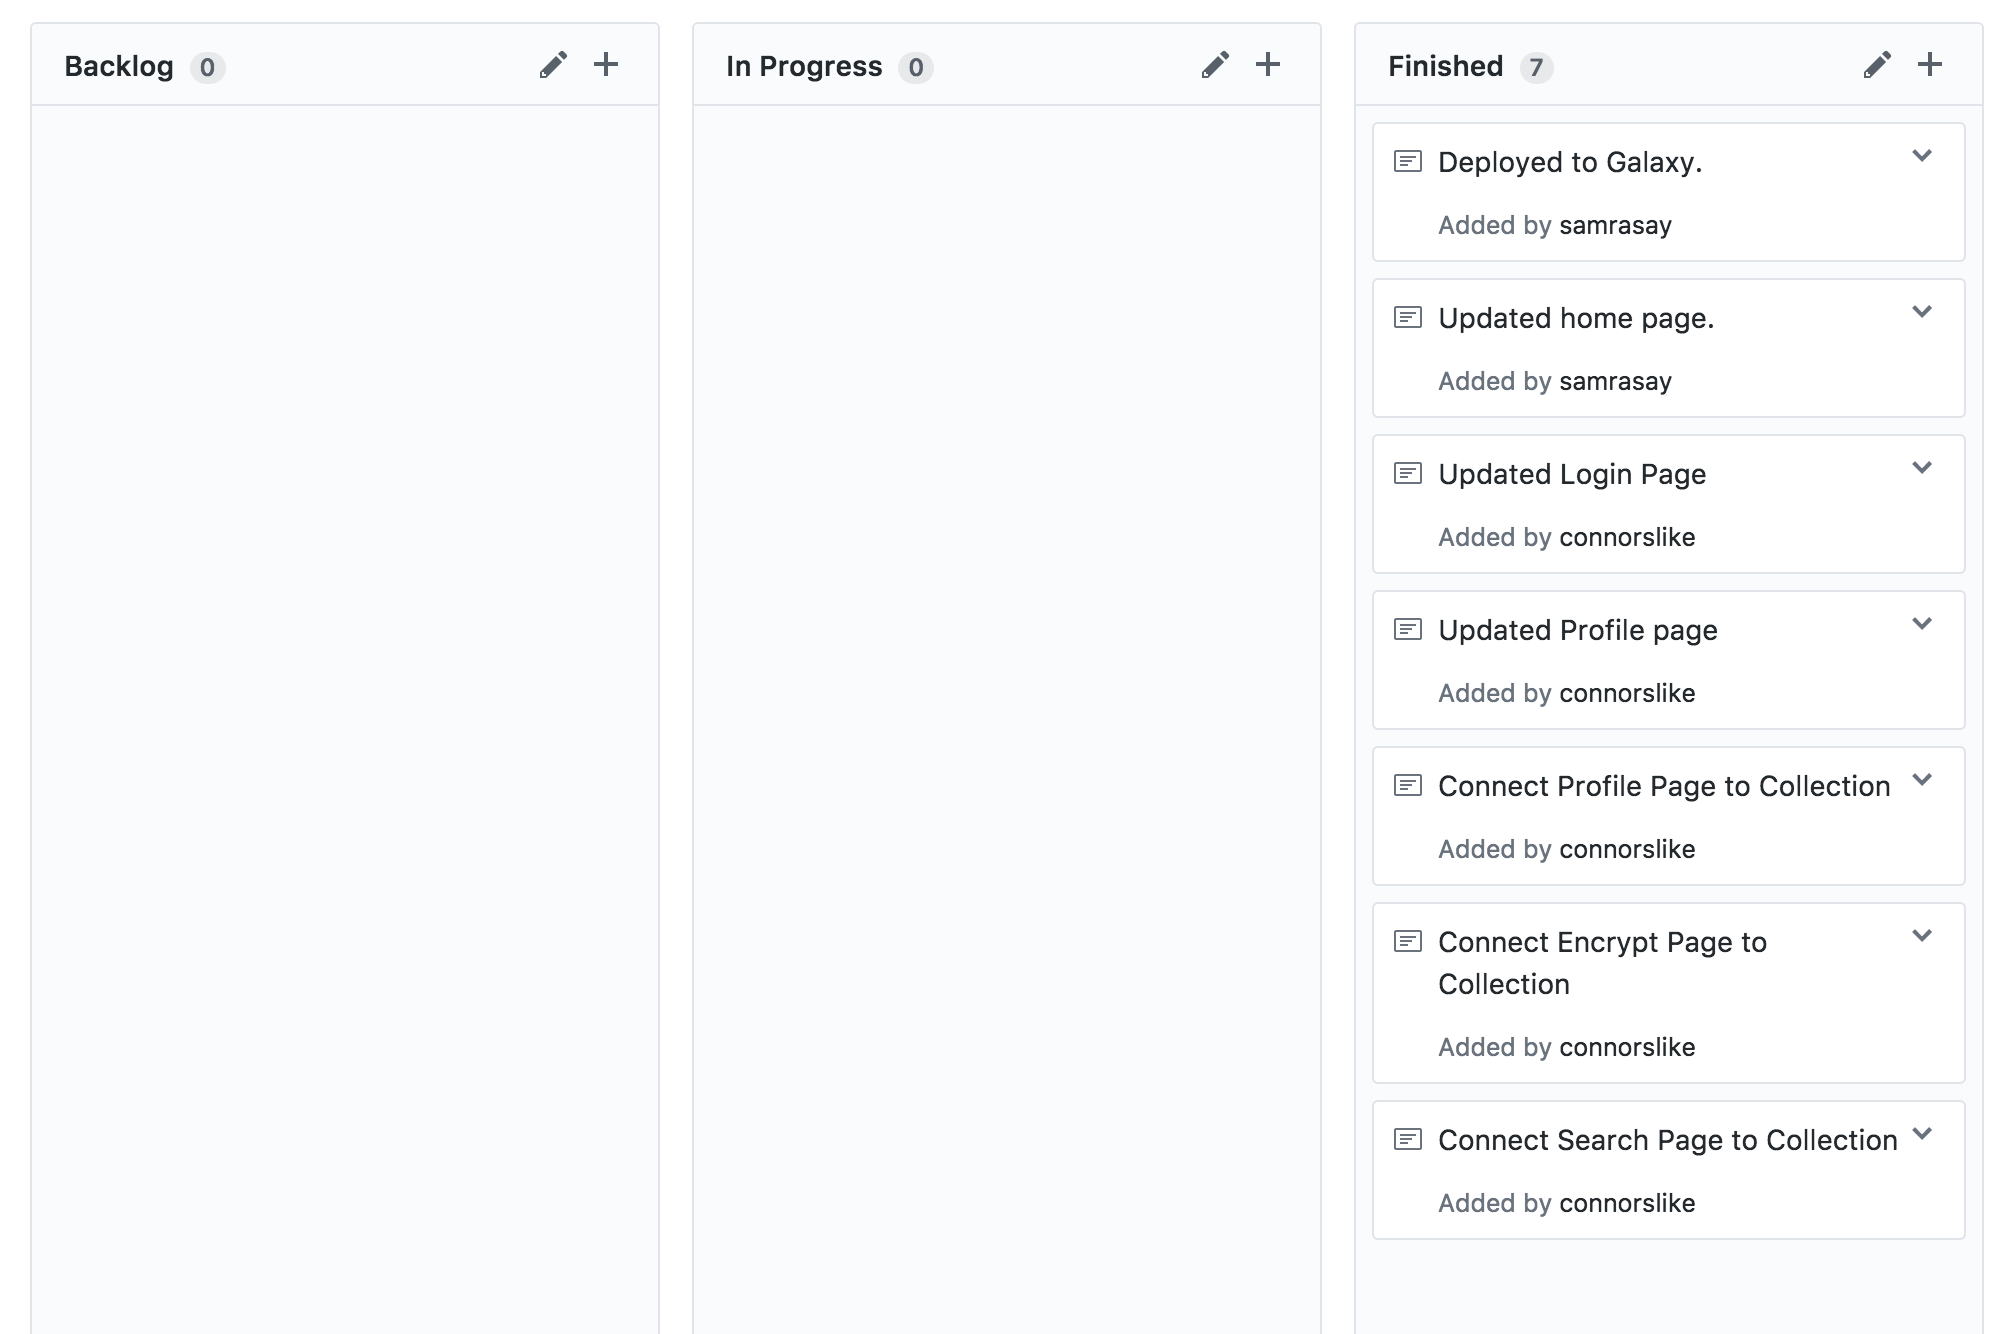 Backlog 0
In Progress 0
Finished 7
Deployed to Galaxy.
Added by samrasay
Updated home page.
Added by samrasay
Updated Login Page
Added by connorslike
Updated Profile page
Added by connorslike
Connect Profile Page to Collection
Added by connorslike
Connect Encrypt Page to
Collection
Added by connorslike
Connect Search Page to Collection
Added by connorslike